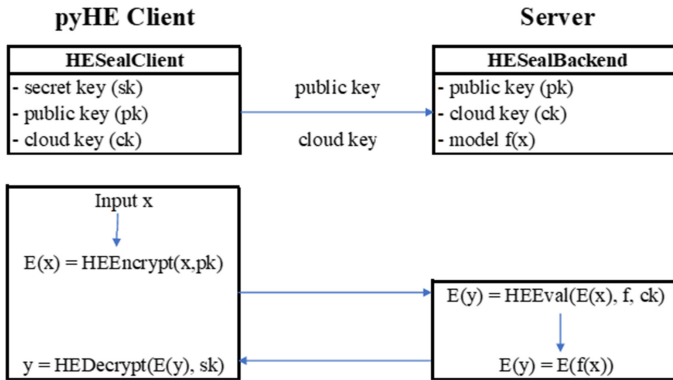 pyHE Client
Server
HESealClient
- secret key (sk)
- public key (pk)
- cloud key (ck)
public key
cloud key
HESealBackend
- public key (pk)
- cloud key (ck)
- model f(x)
Input x
E(x) = HEEncrypt(x,pk)
E(y) = HEEval(E(x), f, ck)
E(y) = E(f(x))
y = HEDecrypt(E(y), sk)